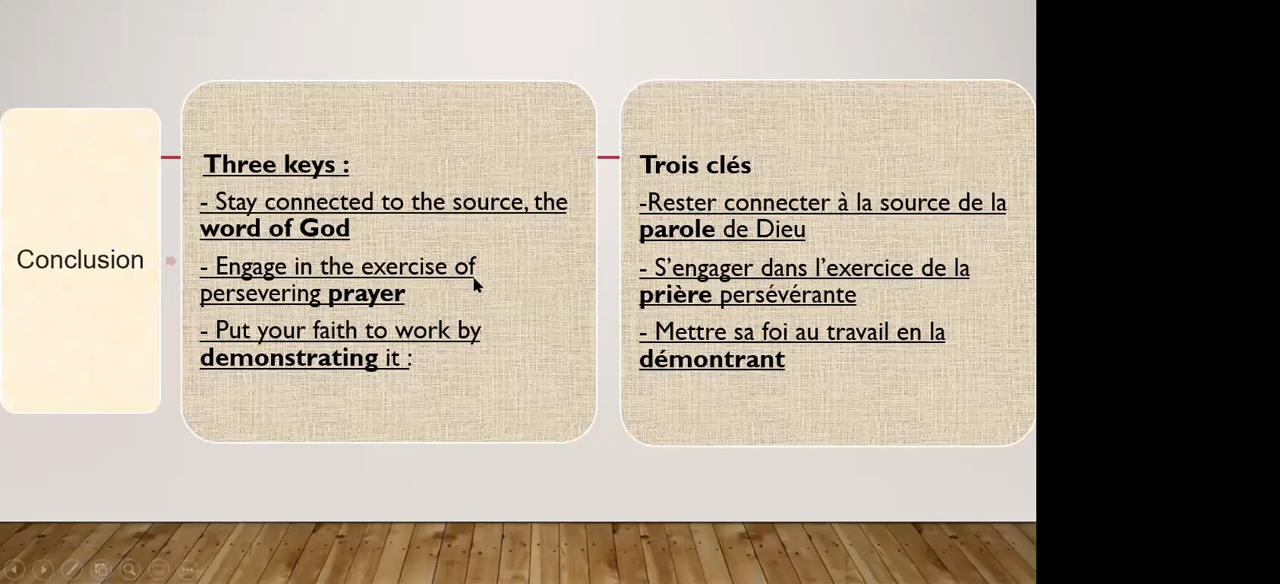 Conclusion
Three keys :
- Stay connected to the source, the
word of God
- Engage in the exercise of
persevering prayer
- Put your faith to work by
demonstrating it :
Trois clés
-Rester connecter à la source de la
parole de Dieu
- S’engager dans l’exercice de la
prière persévérante
- Mettre sa foi au travail en la
démontrant